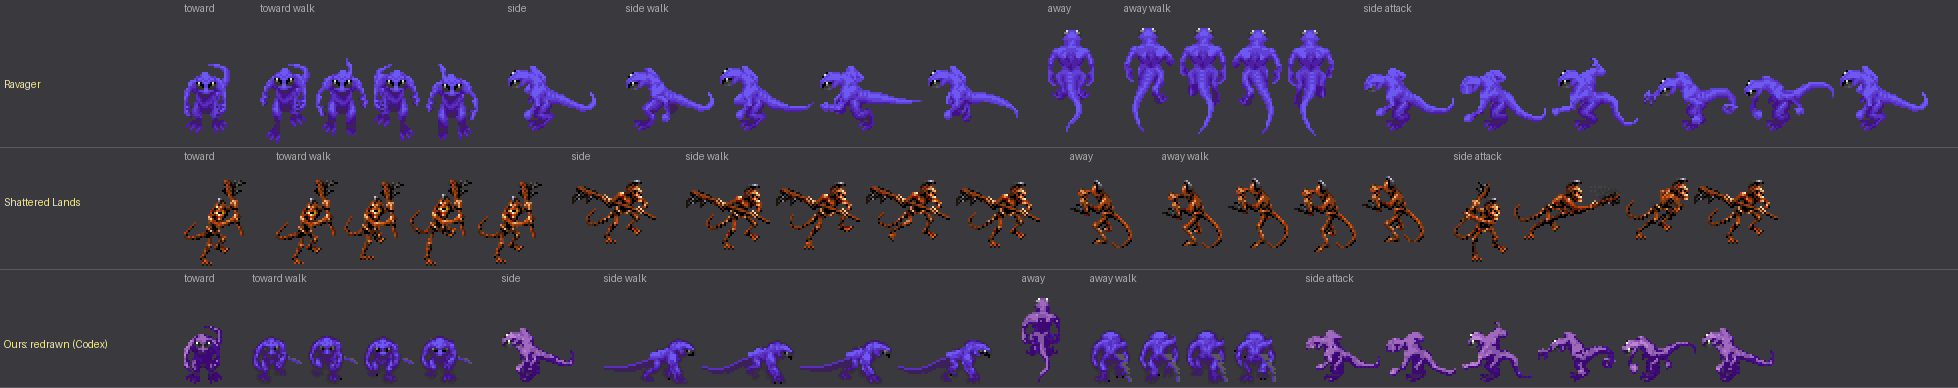 toward toward walk side side walk away away walk side attack
Ravager
toward toward walk side side walk away away walk side attack
Shattered Lands
toward toward walk side side walk away away walk side attack
Ours: redrawn (Codex)